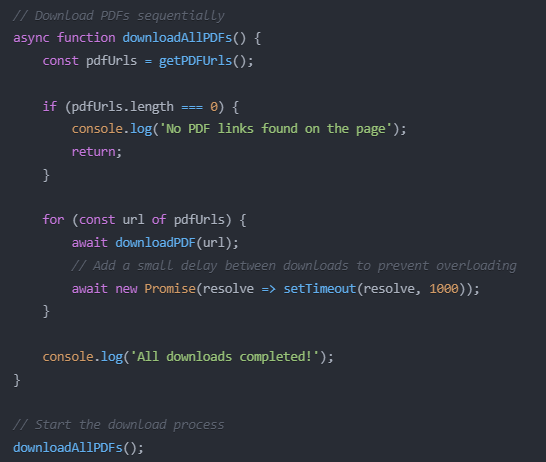 // Download PDFs sequentially
async function downloadAllPDFs() {
    const pdfUrls = getPDFUrls();

    if (pdfUrls.length === 0) {
        console.log('No PDF links found on the page');
        return;
    }

    for (const url of pdfUrls) {
        await downloadPDF(url);
        // Add a small delay between downloads to prevent overloading
        await new Promise(resolve => setTimeout(resolve, 1000));
    }

    console.log('All downloads completed!');
}

// Start the download process
downloadAllPDFs();